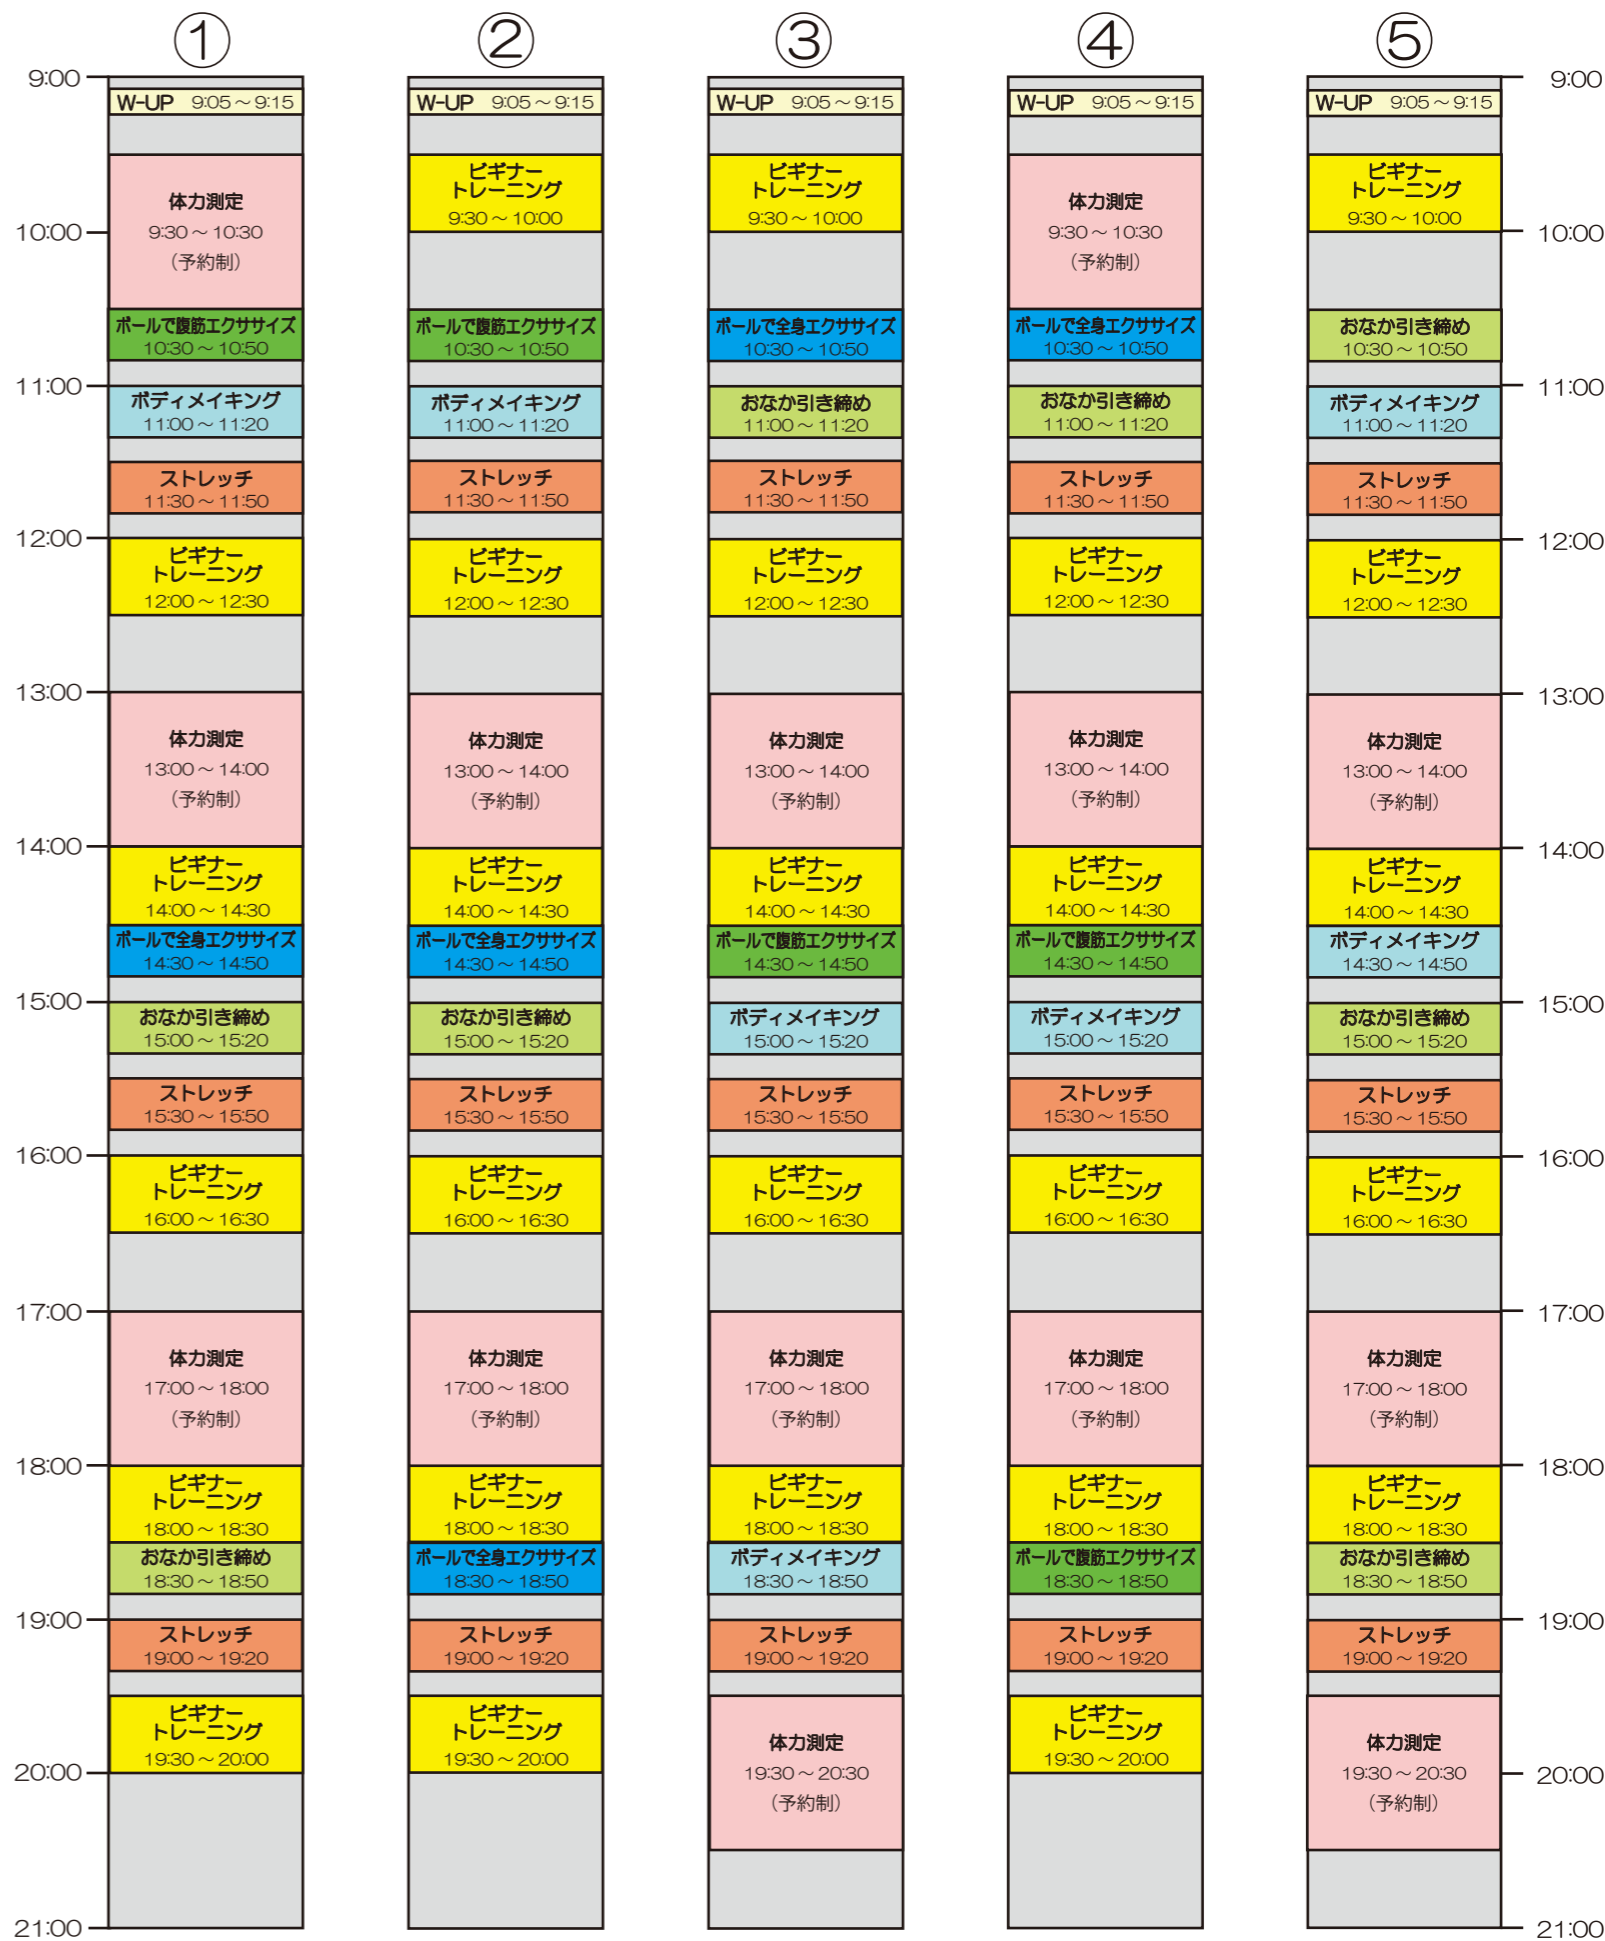 ①
②
③
④
⑤
9:00
10:00
11:00
12:00
13:00
14:00
15:00
16:00
17:00
18:00
19:00
20:00
21:00
W-UP 9:05～9:15
体力測定
9:30～10:30
（予約制）
ボールで腹筋エクササイズ
10:30～10:50
ボディメイキング
11:00～11:20
ストレッチ
11:30～11:50
ビギナー
トレーニング
12:00～12:30
体力測定
13:00～14:00
（予約制）
ビギナー
トレーニング
14:00～14:30
ボールで全身エクササイズ
14:30～14:50
おなか引き締め
15:00～15:20
ストレッチ
15:30～15:50
ビギナー
トレーニング
16:00～16:30
体力測定
17:00～18:00
（予約制）
ビギナー
トレーニング
18:00～18:30
おなか引き締め
18:30～18:50
ストレッチ
19:00～19:20
ビギナー
トレーニング
19:30～20:00
W-UP 9:05～9:15
ビギナー
トレーニング
9:30～10:00
ボールで腹筋エクササイズ
10:30～10:50
ボディメイキング
11:00～11:20
ストレッチ
11:30～11:50
ビギナー
トレーニング
12:00～12:30
体力測定
13:00～14:00
（予約制）
ビギナー
トレーニング
14:00～14:30
ボールで全身エクササイズ
14:30～14:50
おなか引き締め
15:00～15:20
ストレッチ
15:30～15:50
ビギナー
トレーニング
16:00～16:30
体力測定
17:00～18:00
（予約制）
ビギナー
トレーニング
18:00～18:30
ボールで全身エクササイズ
18:30～18:50
ストレッチ
19:00～19:20
ビギナー
トレーニング
19:30～20:00
W-UP 9:05～9:15
ビギナー
トレーニング
9:30～10:00
ボールで全身エクササイズ
10:30～10:50
おなか引き締め
11:00～11:20
ストレッチ
11:30～11:50
ビギナー
トレーニング
12:00～12:30
体力測定
13:00～14:00
（予約制）
ビギナー
トレーニング
14:00～14:30
ボールで腹筋エクササイズ
14:30～14:50
ボディメイキング
15:00～15:20
ストレッチ
15:30～15:50
ビギナー
トレーニング
16:00～16:30
体力測定
17:00～18:00
（予約制）
ビギナー
トレーニング
18:00～18:30
ボディメイキング
18:30～18:50
ストレッチ
19:00～19:20
体力測定
19:30～20:30
（予約制）
W-UP 9:05～9:15
体力測定
9:30～10:30
（予約制）
ボールで全身エクササイズ
10:30～10:50
おなか引き締め
11:00～11:20
ストレッチ
11:30～11:50
ビギナー
トレーニング
12:00～12:30
体力測定
13:00～14:00
（予約制）
ビギナー
トレーニング
14:00～14:30
ボールで腹筋エクササイズ
14:30～14:50
ボディメイキング
15:00～15:20
ストレッチ
15:30～15:50
ビギナー
トレーニング
16:00～16:30
体力測定
17:00～18:00
（予約制）
ビギナー
トレーニング
18:00～18:30
ボールで腹筋エクササイズ
18:30～18:50
ストレッチ
19:00～19:20
ビギナー
トレーニング
19:30～20:00
W-UP 9:05～9:15
ビギナー
トレーニング
9:30～10:00
おなか引き締め
10:30～10:50
ボディメイキング
11:00～11:20
ストレッチ
11:30～11:50
ビギナー
トレーニング
12:00～12:30
体力測定
13:00～14:00
（予約制）
ビギナー
トレーニング
14:00～14:30
ボディメイキング
14:30～14:50
おなか引き締め
15:00～15:20
ストレッチ
15:30～15:50
ビギナー
トレーニング
16:00～16:30
体力測定
17:00～18:00
（予約制）
ビギナー
トレーニング
18:00～18:30
おなか引き締め
18:30～18:50
ストレッチ
19:00～19:20
体力測定
19:30～20:30
（予約制）
9:00
10:00
11:00
12:00
13:00
14:00
15:00
16:00
17:00
18:00
19:00
20:00
21:00